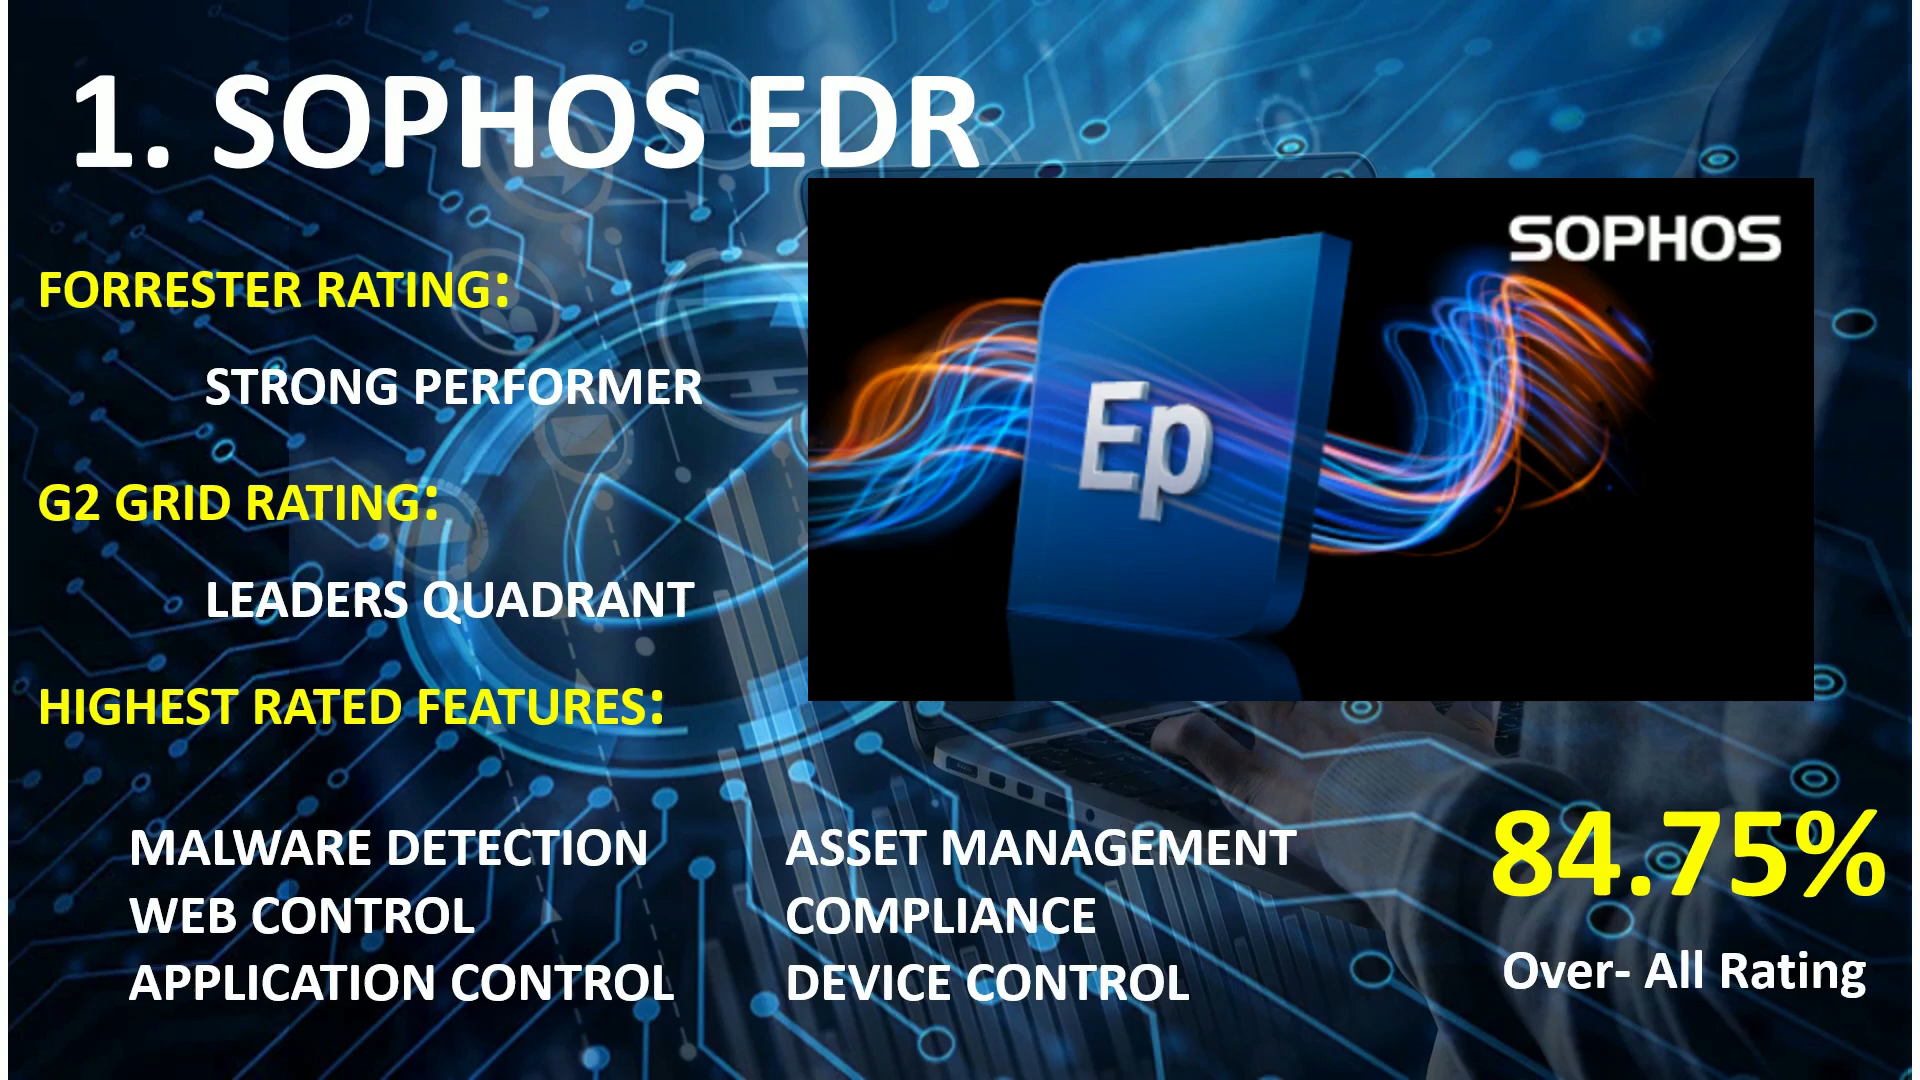 1. SOPHOS EDR
SOPHOS
FORRESTER RATING:
STRONG PERFORMER
Ep
G2 GRID RATING:
LEADERS QUADRANT
HIGHEST RATED FEATURES:
MALWARE DETECTION
WEB CONTROL
APPLICATION CONTROL
ASSET MANAGEMENT
COMPLIANCE
DEVICE CONTROL
84.75%
Over- All Rating